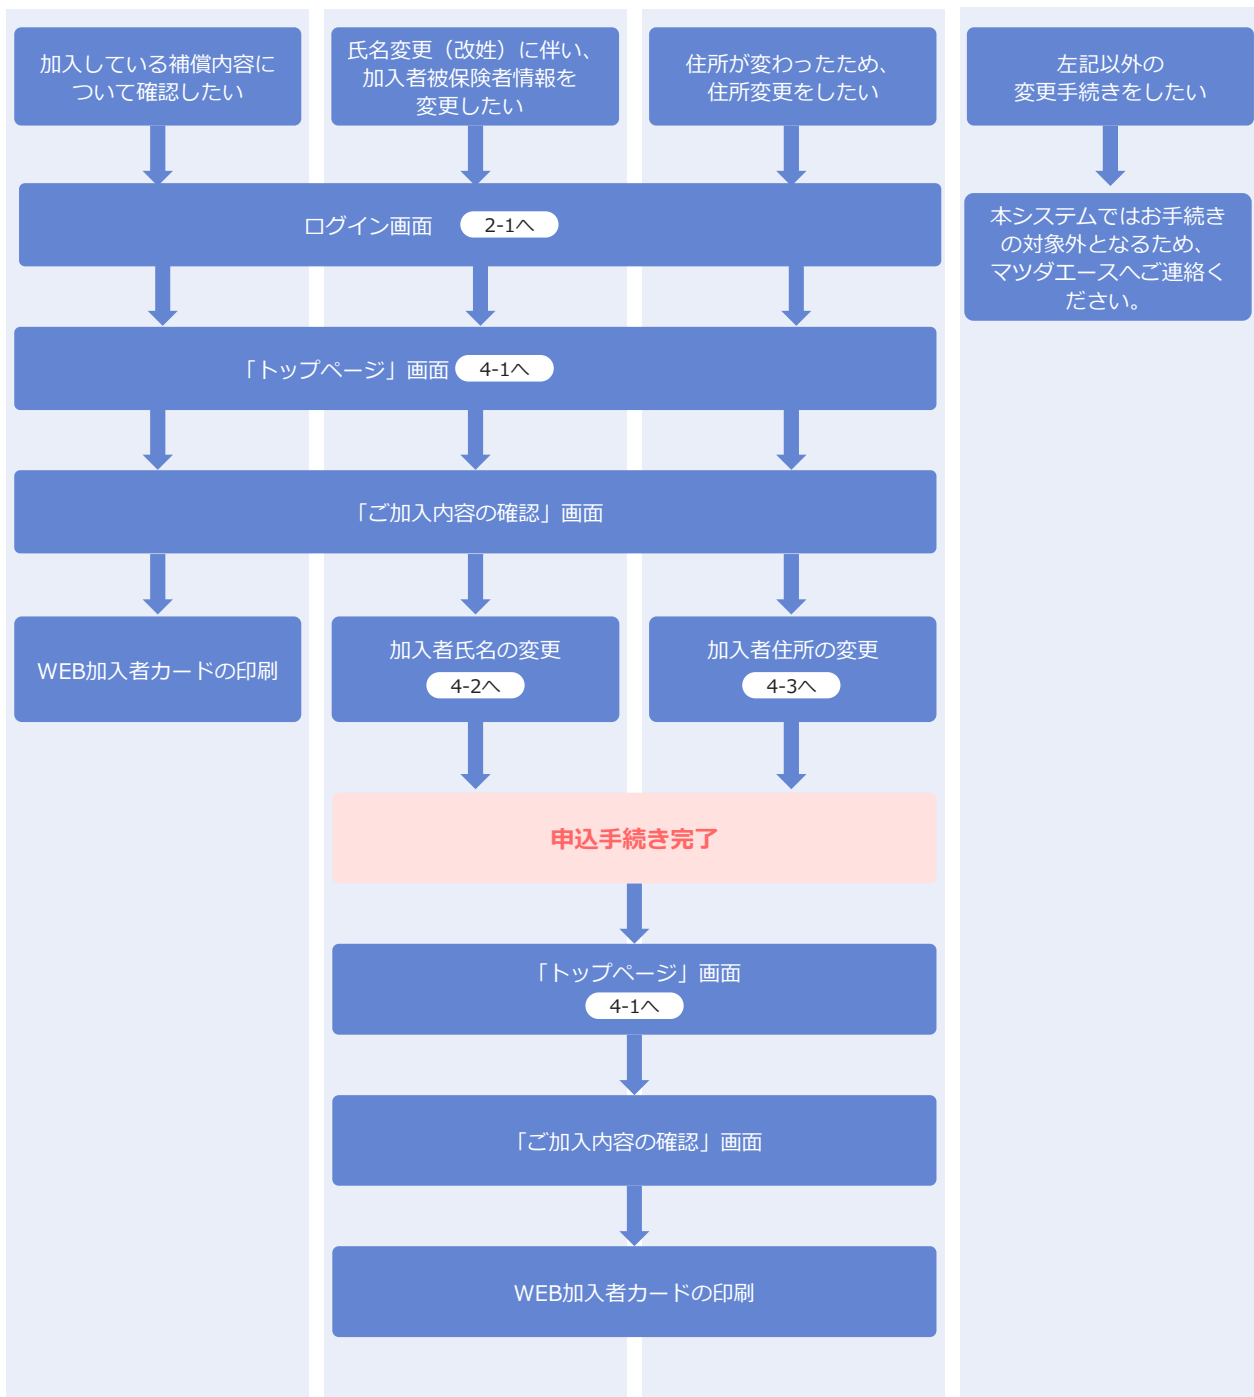 加入している補償内容に
ついて確認したい
氏名変更（改姓）に伴い、
加入者被保険者情報を
変更したい
住所が変わったため、
住所変更をしたい
左記以外の
変更手続きをしたい
ログイン画面 2-1へ
本システムではお手続き
の対象外となるため、
マツダエースへご連絡く
ださい。
「トップページ」画面 4-1へ
「ご加入内容の確認」画面
WEB加入者カードの印刷
加入者氏名の変更
4-2へ
加入者住所の変更
4-3へ
申込手続き完了
「トップページ」画面
4-1へ
「ご加入内容の確認」画面
WEB加入者カードの印刷